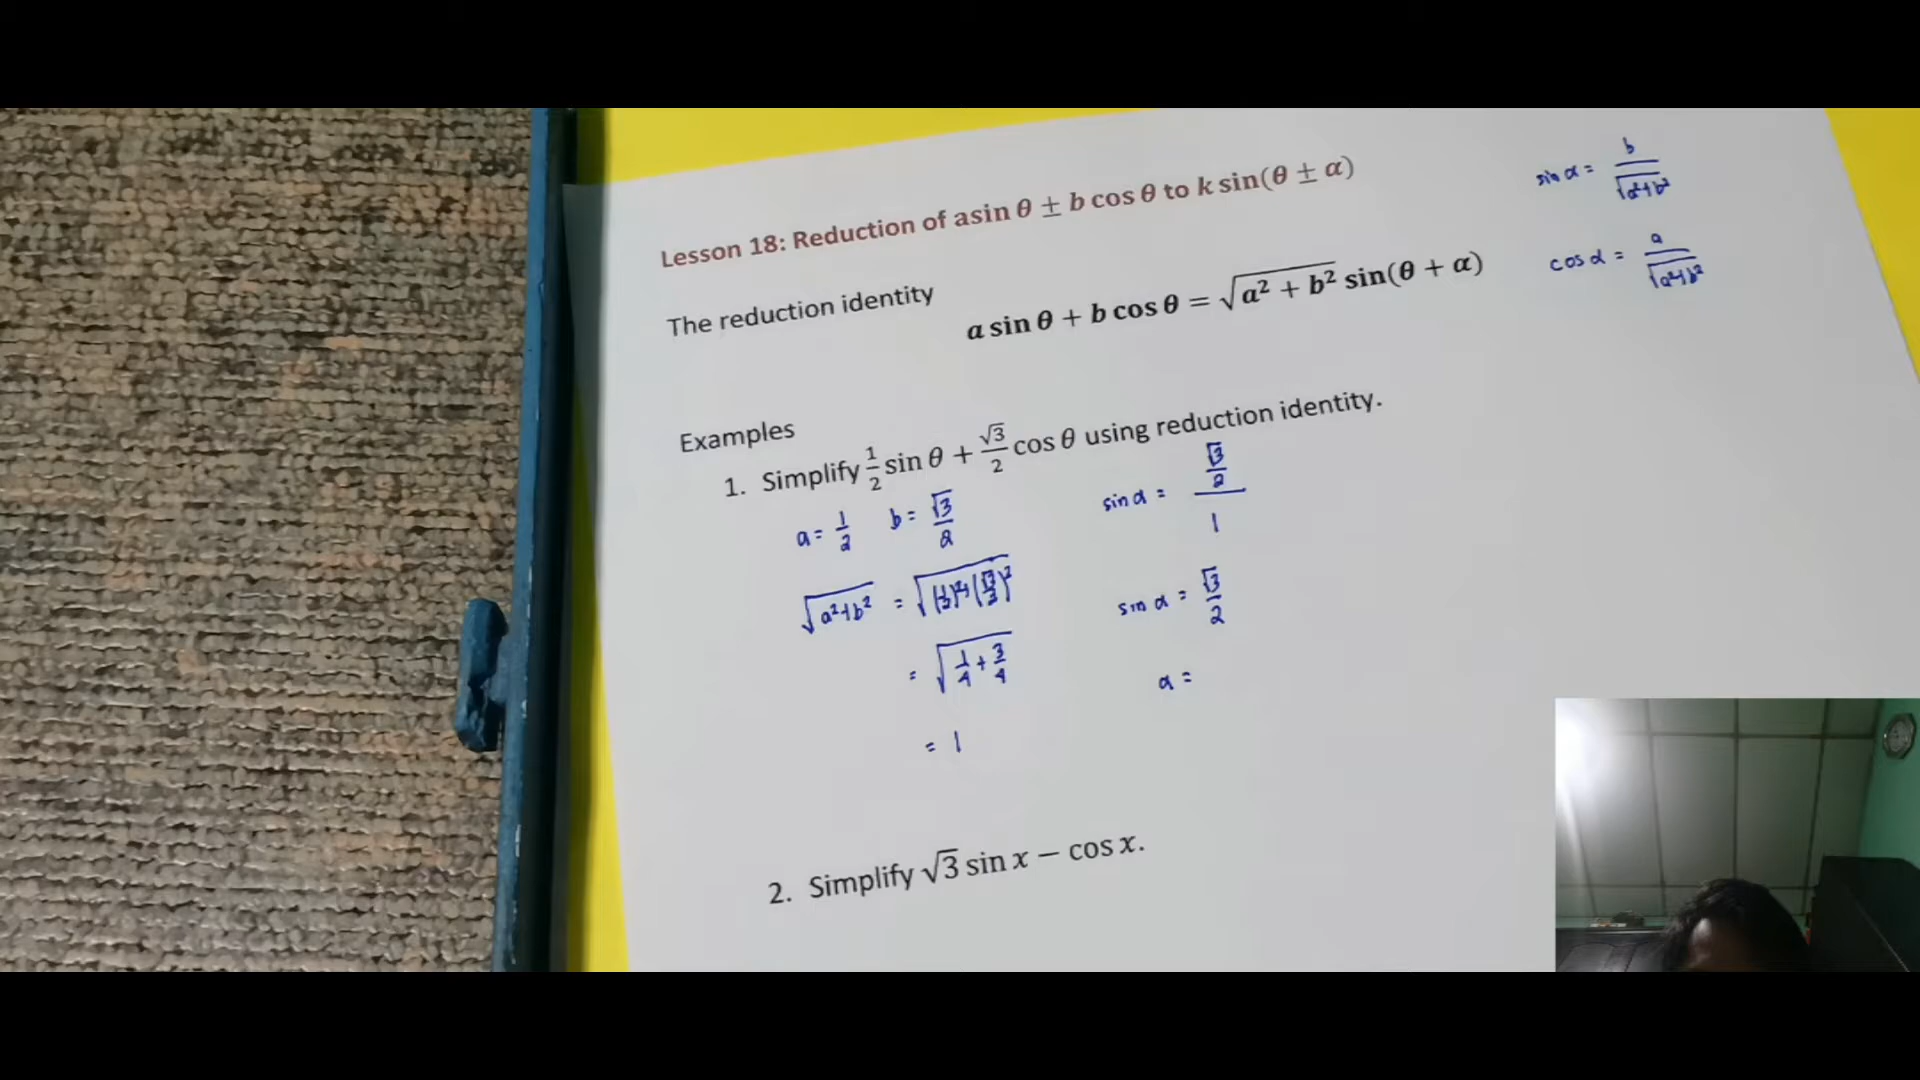 Lesson 18: Reduction of asin θ ± b cos θ to k sin(θ ± α)
sin α = b/√a²+b²
The reduction identity
a sin θ + b cos θ = √a² + b² sin(θ + α)
cos α = a/√a²+b²
Examples
1. Simplify 1/2 sin θ + √3/2 cos θ using reduction identity.
a = 1/2 b = √3/2
sin α = √3/2 / 1
√a²+b² = √(1/2)²+(√3/2)²
sin α = √3/2
= √1/4 + 3/4
α =
= 1
2. Simplify √3 sin x − cos x.